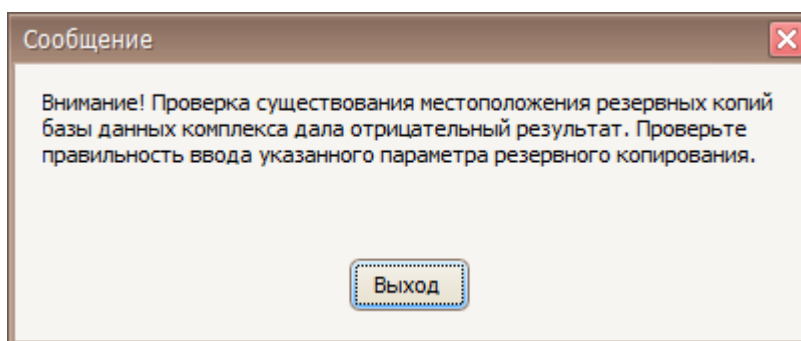 Сообщение
Внимание! Проверка существования местоположения резервных копий
базы данных комплекса дала отрицательный результат. Проверьте
правильность ввода указанного параметра резервного копирования.
Выход